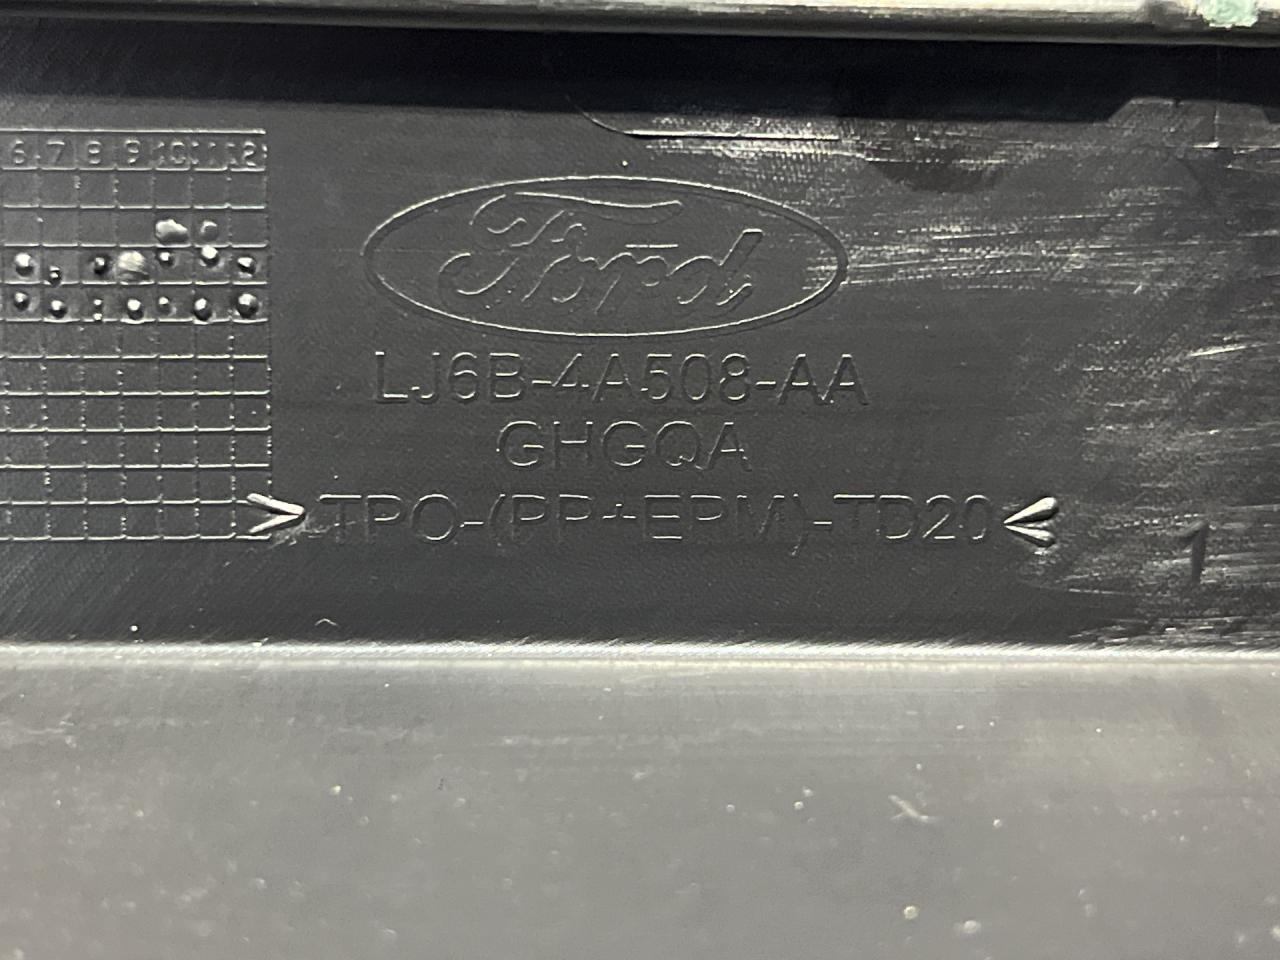 6 7 8 9 10 11 12
Ford
LJ6B-4A508-AA
GHGQA
>TPO-(PP+EPM)-TD20<
1